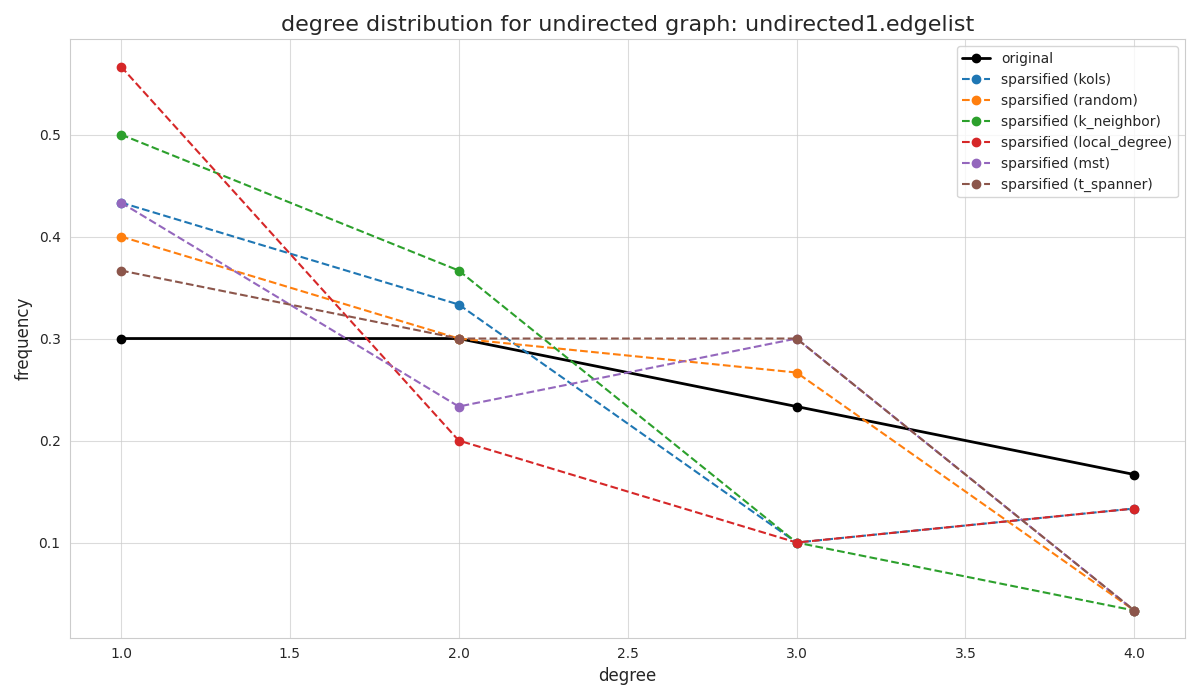 degree distribution for undirected graph: undirected1.edgelist
original
sparsified (kols)
sparsified (random)
sparsified (k_neighbor)
sparsified (local_degree)
sparsified (mst)
sparsified (t_spanner)
frequency
0.5
0.4
0.3
0.2
0.1
1.0 1.5 2.0 2.5 3.0 3.5 4.0
degree